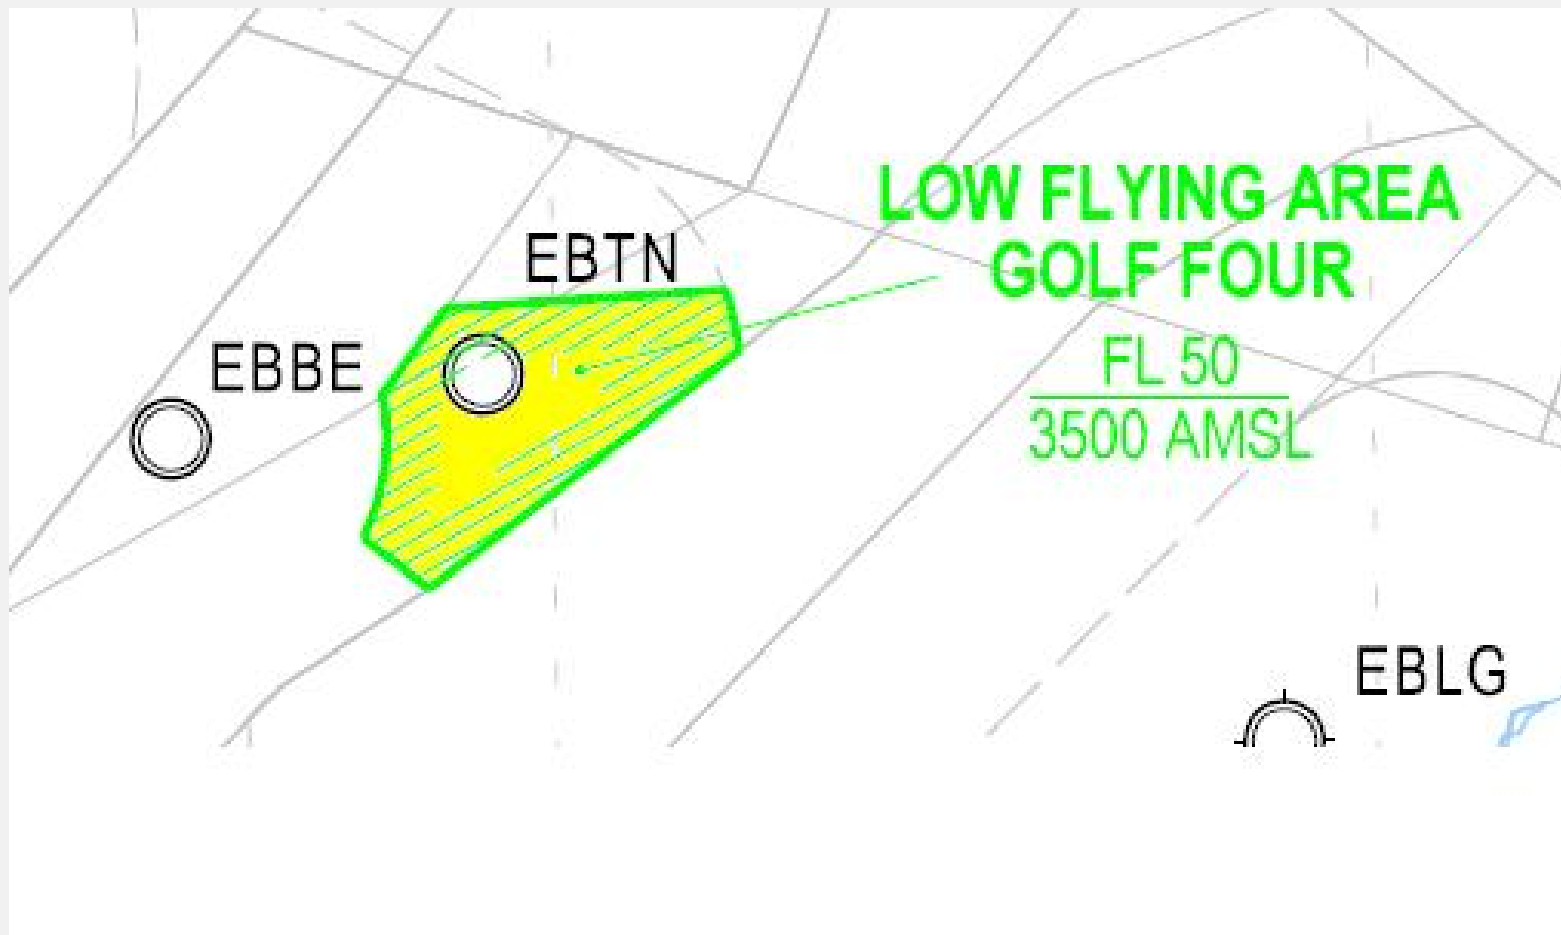 LOW FLYING AREA
GOLF FOUR
EBTN
EBBE
FL 50
3500 AMSL
EBLG